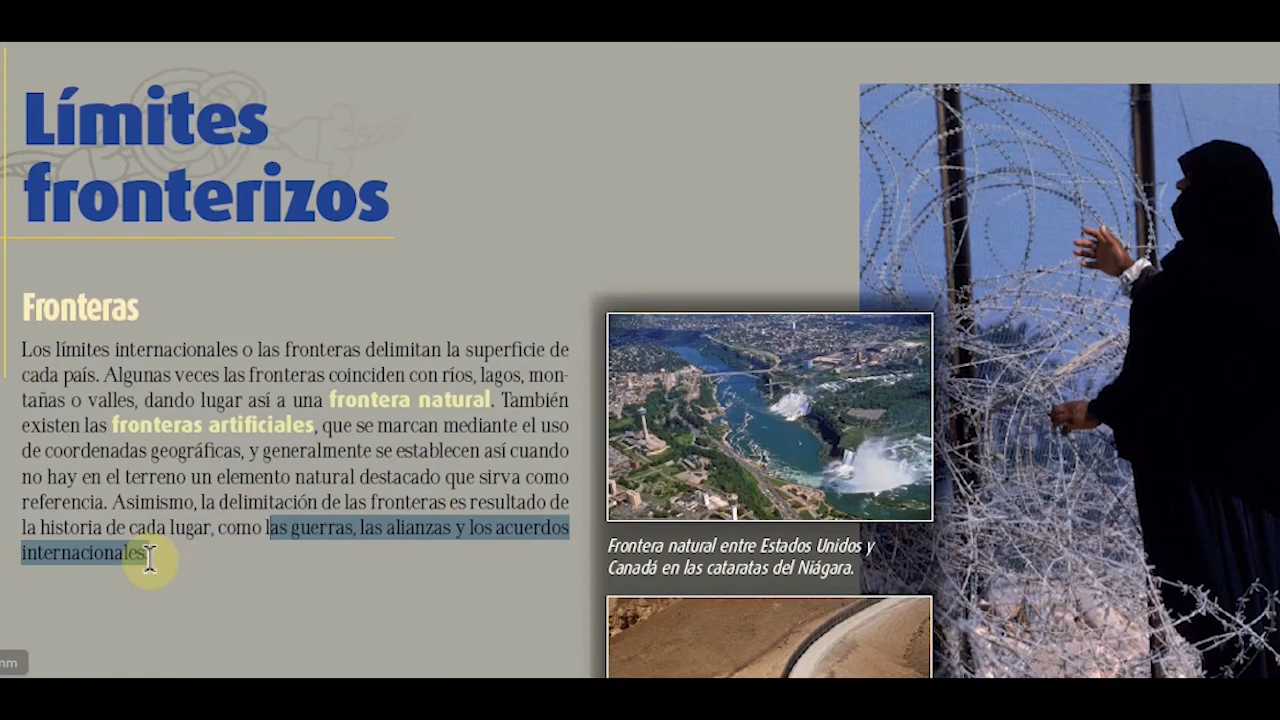 Límites
fronterizos
Fronteras
Los límites internacionales o las fronteras delimitan la superficie de
cada país. Algunas veces las fronteras coinciden con ríos, lagos, mon-
tañas o valles, dando lugar así a una frontera natural. También
existen las fronteras artificiales, que se marcan mediante el uso
de coordenadas geográficas, y generalmente se establecen así cuando
no hay en el terreno un elemento natural destacado que sirva como
referencia. Asimismo, la delimitación de las fronteras es resultado de
la historia de cada lugar, como las guerras, las alianzas y los acuerdos
internacionales.
Frontera natural entre Estados Unidos y
Canadá en las cataratas del Niágara.